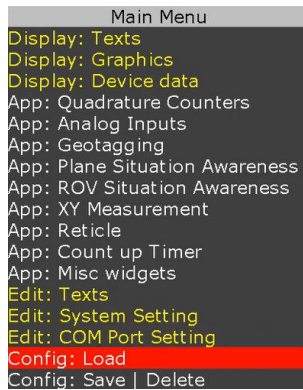 Main Menu
Display: Texts
Display: Graphics
Display: Device data
App: Quadrature Counters
App: Analog Inputs
App: Geotagging
App: Plane Situation Awareness
App: ROV Situation Awareness
App: XY Measurement
App: Reticle
App: Count up Timer
App: Misc widgets
Edit: Texts
Edit: System Setting
Edit: COM Port Setting
Config: Load
Config: Save | Delete